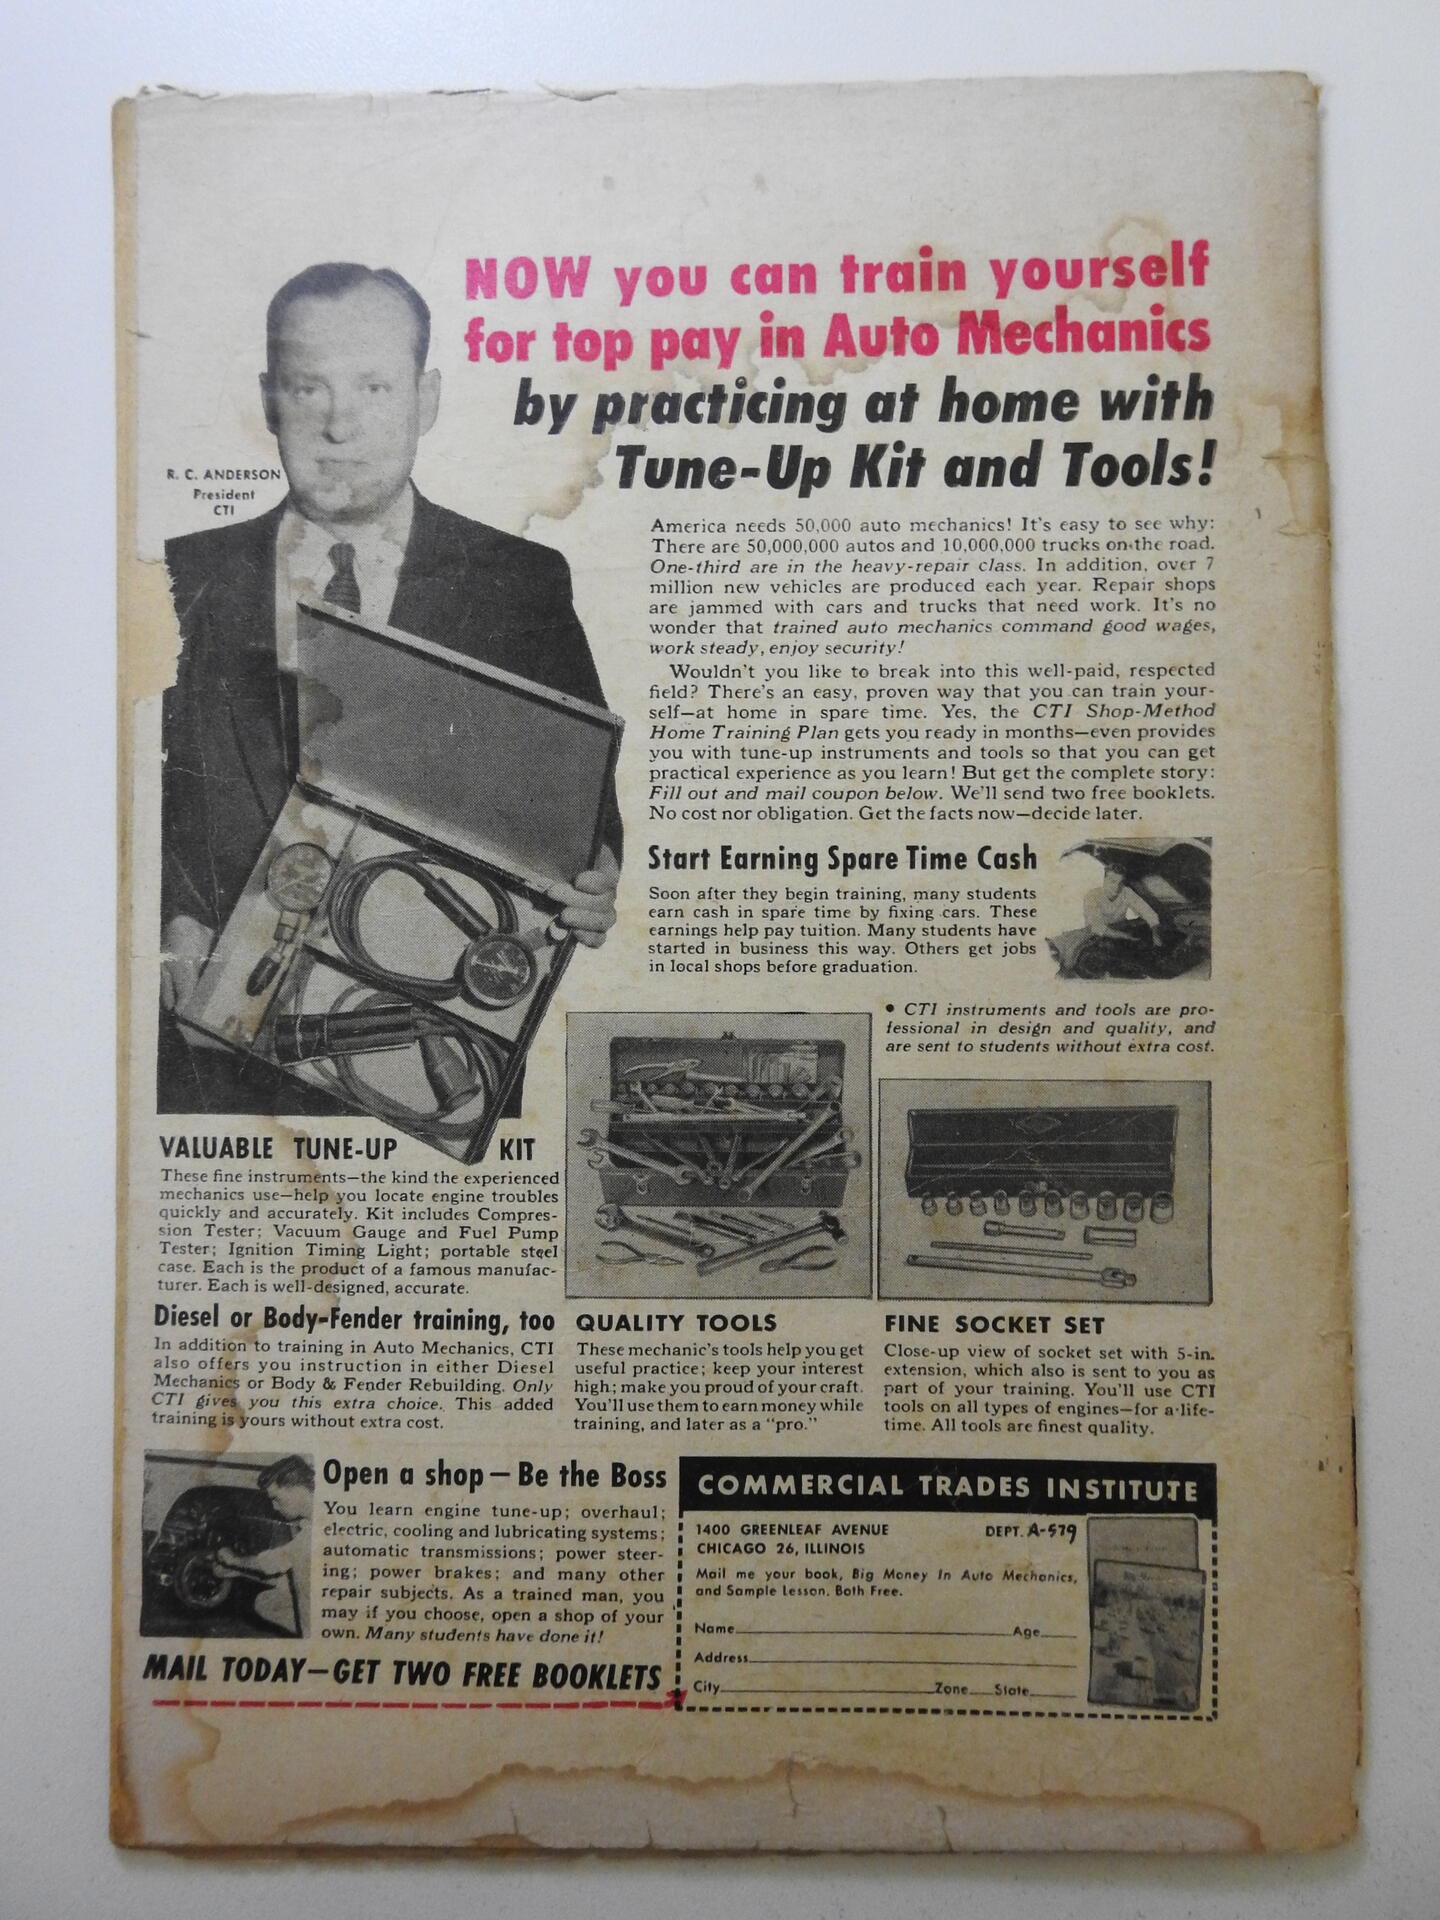 NOW you can train yourself
for top pay in Auto Mechanics
by practicing at home with
Tune-Up Kit and Tools!
R. C. ANDERSON
President
CTI
America needs 50,000 auto mechanics! It's easy to see why:
There are 50,000,000 autos and 10,000,000 trucks on the road.
One-third are in the heavy-repair class. In addition, over 7
million new vehicles are produced each year. Repair shops
are jammed with cars and trucks that need work. It's no
wonder that trained auto mechanics command good wages,
work steady, enjoy security!
Wouldn't you like to break into this well-paid, respected
field? There's an easy, proven way that you can train your-
self—at home in spare time. Yes, the CTI Shop-Method
Home Training Plan gets you ready in months—even provides
you with tune-up instruments and tools so that you can get
practical experience as you learn! But get the complete story:
Fill out and mail coupon below. We'll send two free booklets.
No cost nor obligation. Get the facts now—decide later.
Start Earning Spare Time Cash
Soon after they begin training, many students
earn cash in spare time by fixing cars. These
earnings help pay tuition. Many students have
started in business this way. Others get jobs
in local shops before graduation.
• CTI instruments and tools are pro-
fessional in design and quality, and
are sent to students without extra cost.
VALUABLE TUNE-UP KIT
These fine instruments—the kind the experienced
mechanics use—help you locate engine troubles
quickly and accurately. Kit includes Compres-
sion Tester; Vacuum Gauge and Fuel Pump
Tester; Ignition Timing Light; portable steel
case. Each is the product of a famous manufac-
turer. Each is well-designed, accurate.
Diesel or Body-Fender training, too
In addition to training in Auto Mechanics, CTI
also offers you instruction in either Diesel
Mechanics or Body & Fender Rebuilding. Only
CTI gives you this extra choice. This added
training is yours without extra cost.
QUALITY TOOLS
These mechanic's tools help you get
useful practice; keep your interest
high; make you proud of your craft.
You'll use them to earn money while
training, and later as a "pro."
FINE SOCKET SET
Close-up view of socket set with 5-in.
extension, which also is sent to you as
part of your training. You'll use CTI
tools on all types of engines—for a life-
time. All tools are finest quality.
Open a shop—Be the Boss
You learn engine tune-up; overhaul;
electric, cooling and lubricating systems;
automatic transmissions; power steer-
ing; power brakes; and many other
repair subjects. As a trained man, you
may if you choose, open a shop of your
own. Many students have done it!
MAIL TODAY—GET TWO FREE BOOKLETS
COMMERCIAL TRADES INSTITUTE
1400 GREENLEAF AVENUE DEPT. A-579
CHICAGO 26, ILLINOIS
Mail me your book, Big Money In Auto Mechanics,
and Sample Lesson. Both Free.
Name Age
Address
City Zone State